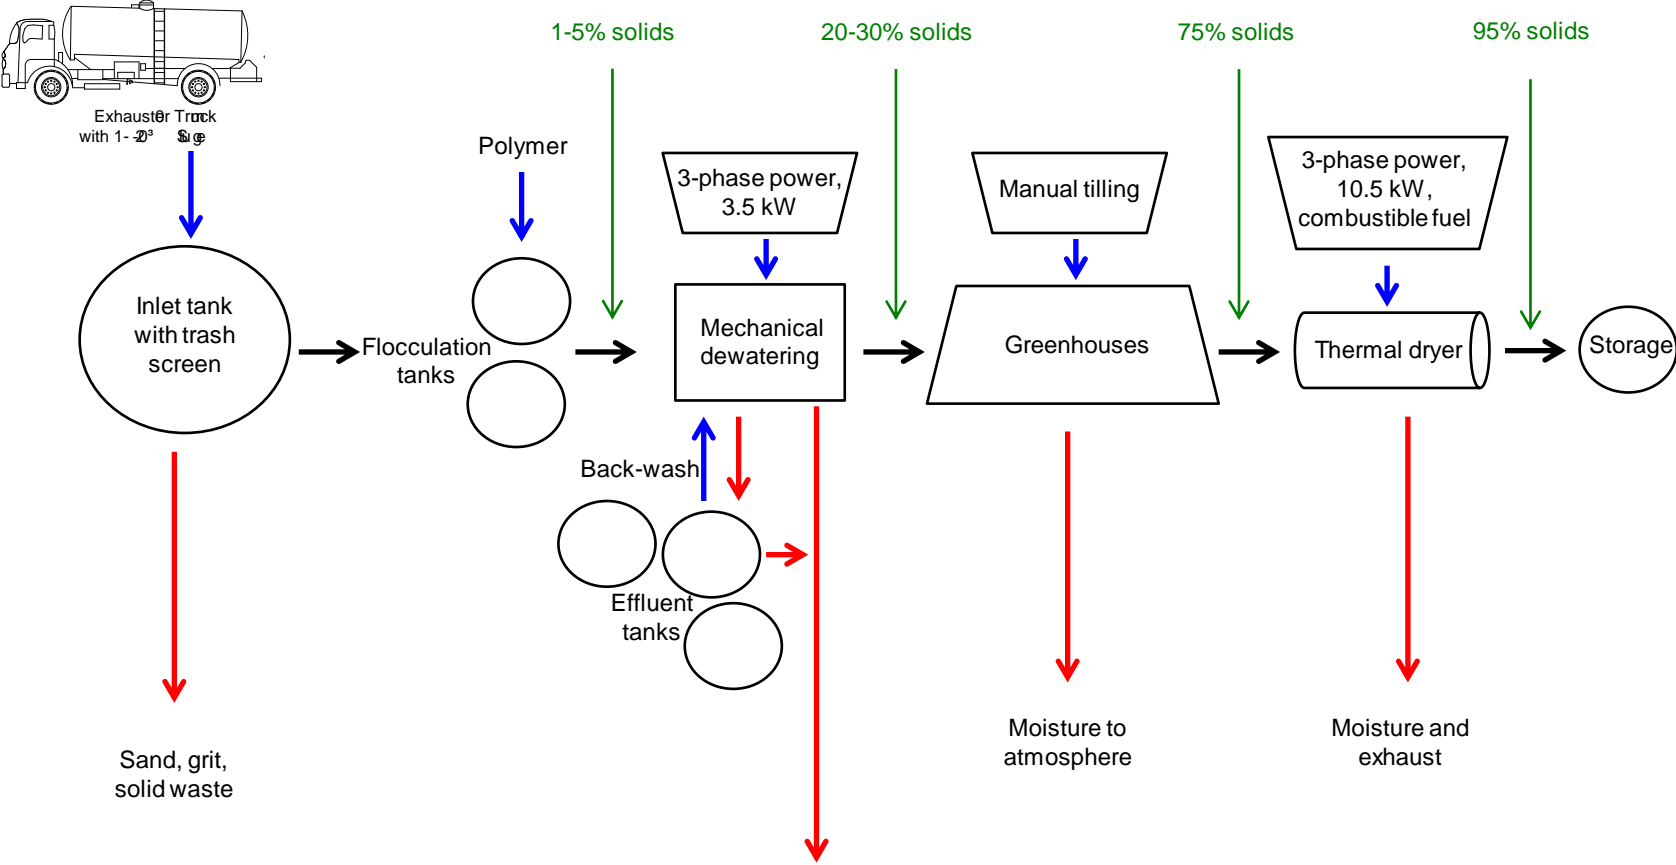 1-5% solids
20-30% solids
75% solids
95% solids
Exhauster Truck
with 1-
Polymer
3-phase power,
3.5 kW
Manual tilling
3-phase power,
10.5 kW,
combustible fuel
Inlet tank
with trash
screen
Flocculation
tanks
Mechanical
dewatering
Greenhouses
Thermal dryer
Storage
Back-wash
Effluent
tanks
Sand, grit,
solid waste
Moisture to
atmosphere
Moisture and
exhaust